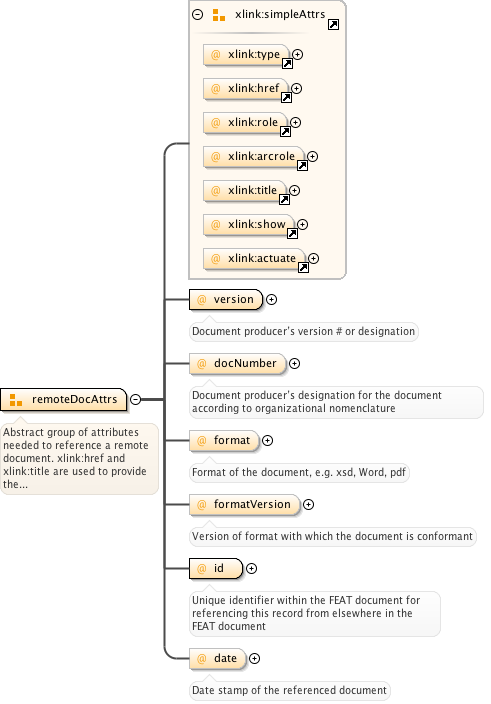 xlink:simpleAttrs
@ xlink:type
@ xlink:href
@ xlink:role
@ xlink:arcrole
@ xlink:title
@ xlink:show
@ xlink:actuate
@ version
Document producer's version # or designation
@ docNumber
Document producer's designation for the document
according to organizational nomenclature
remoteDocAttrs
Abstract group of attributes
needed to reference a remote
document. xlink:href and
xlink:title are used to provide
the...
@ format
Format of the document, e.g. xsd, Word, pdf
@ formatVersion
Version of format with which the document is conformant
@ id
Unique identifier within the FEAT document for
referencing this record from elsewhere in the
FEAT document
@ date
Date stamp of the referenced document